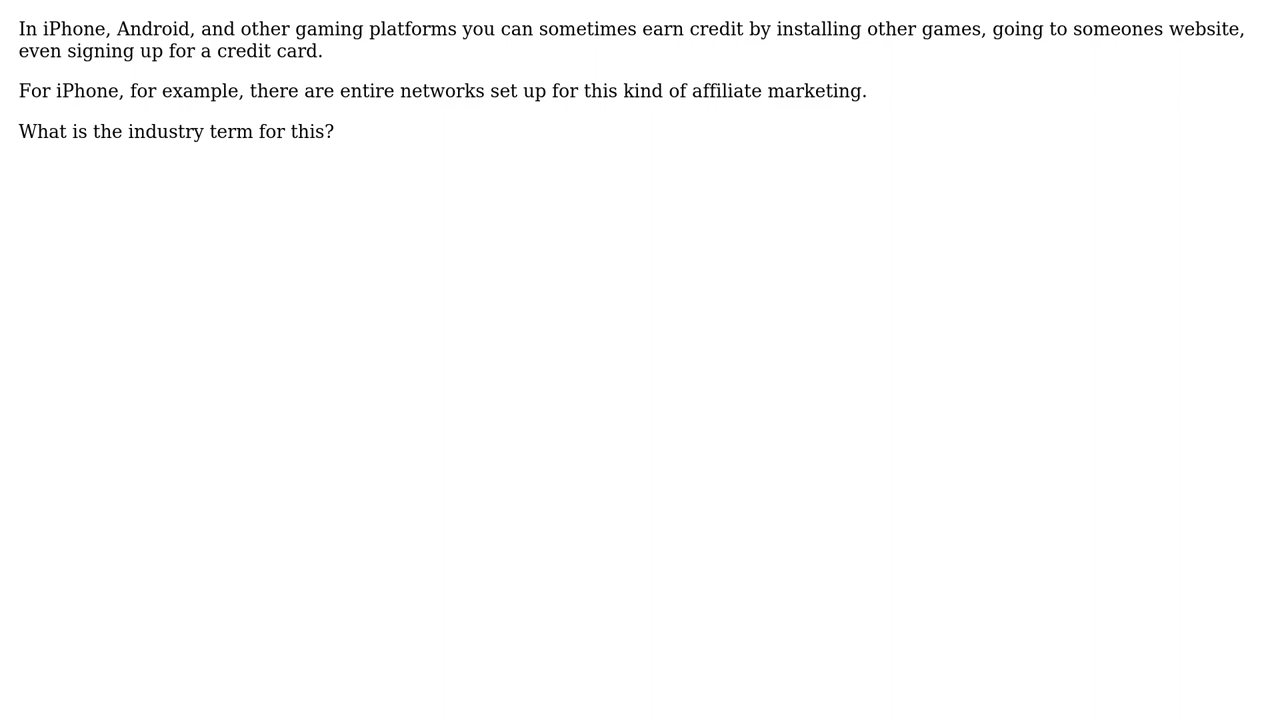 In iPhone, Android, and other gaming platforms you can sometimes earn credit by installing other games, going to someones website,
even signing up for a credit card.
For iPhone, for example, there are entire networks set up for this kind of affiliate marketing.
What is the industry term for this?